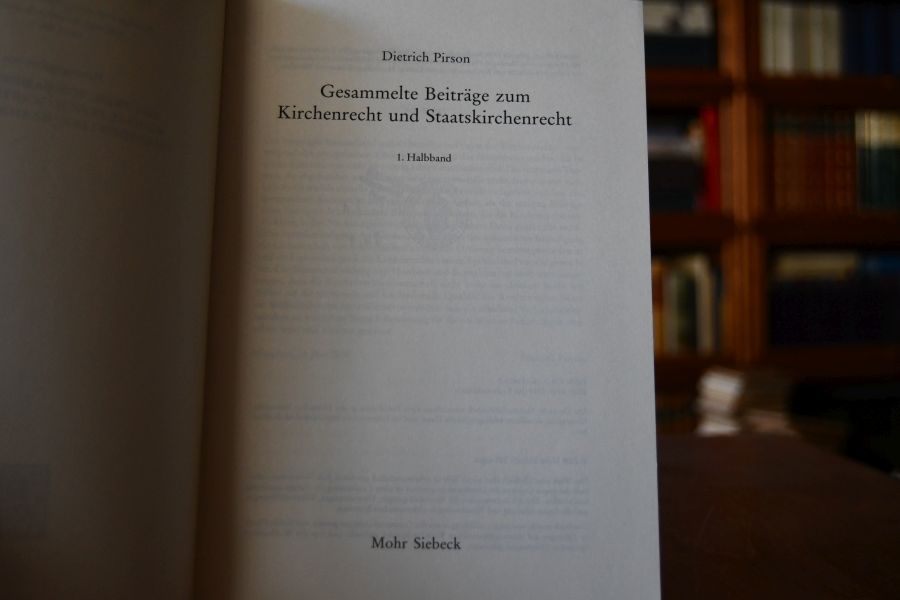 Dietrich Pirson
Gesammelte Beiträge zum
Kirchenrecht und Staatskirchenrecht
1. Halbband
Mohr Siebeck